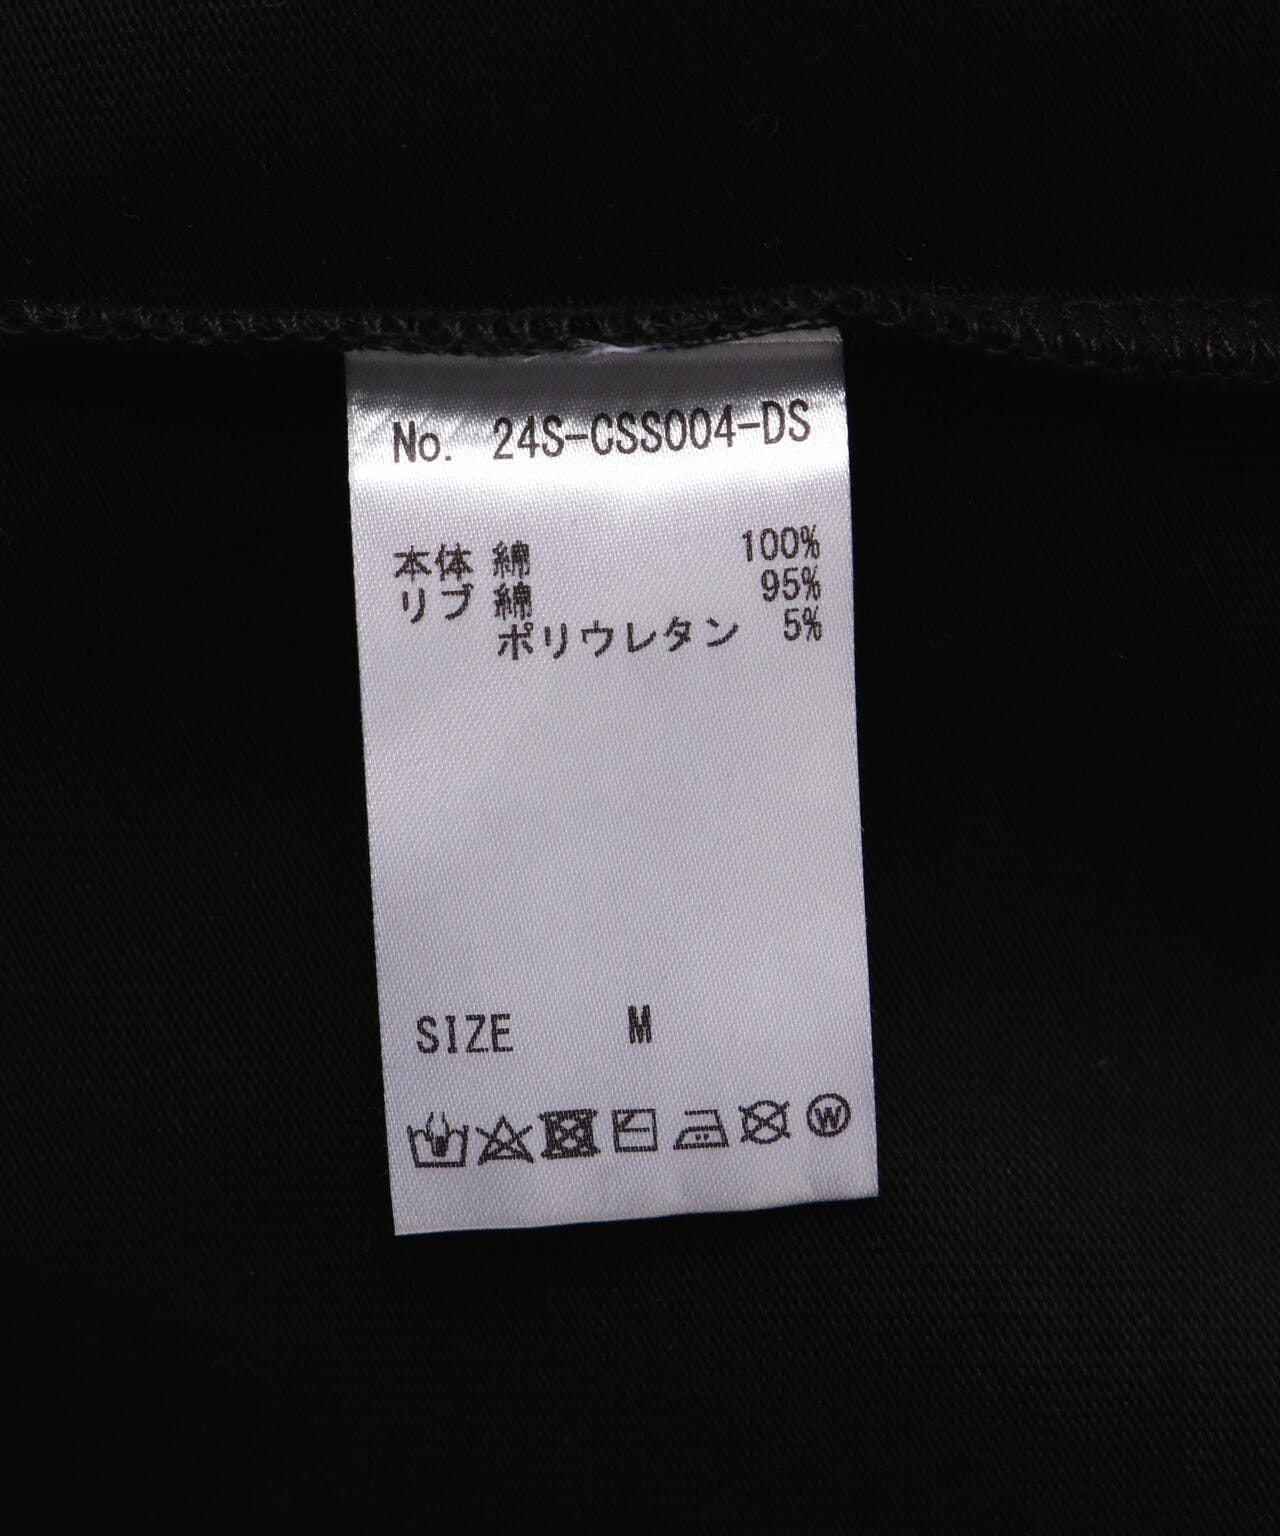 No. 24S-CSS004-DS
本体 綿 100%
リブ 綿 95%
ポリウレタン 5%
SIZE M
W